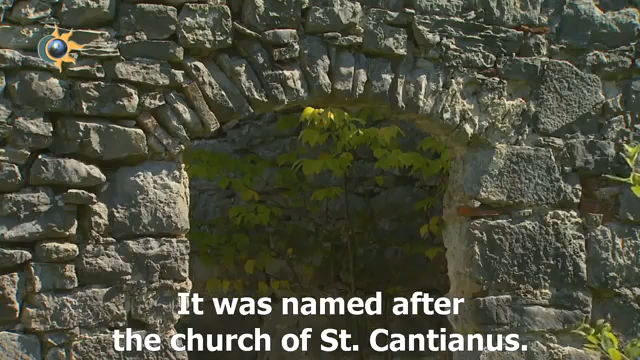 It was named after
the church of St. Cantianus.